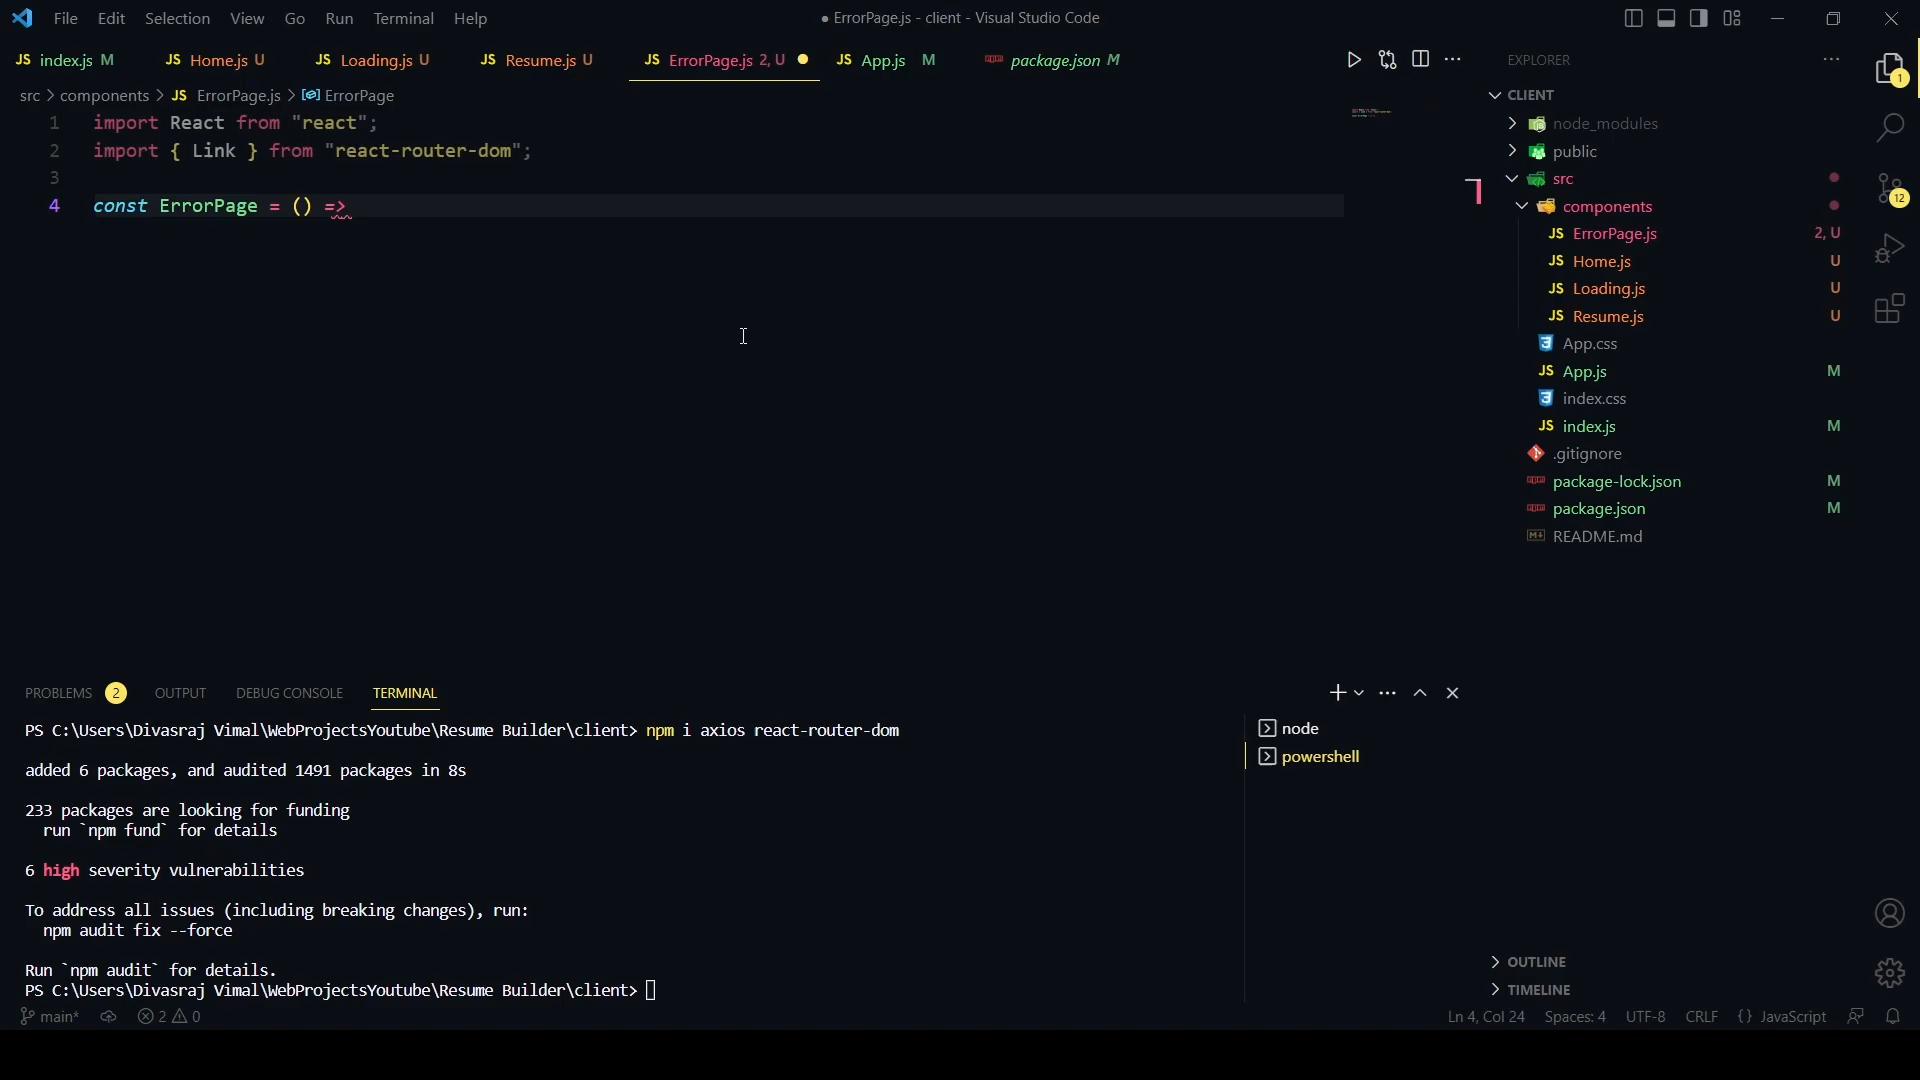 File Edit Selection View Go Run Terminal Help
● ErrorPage.js - client - Visual Studio Code
JS index.js M JS Home.js U JS Loading.js U JS Resume.js U JS ErrorPage.js 2, U JS App.js M package.json M
src > components > JS ErrorPage.js > ErrorPage
1 import React from "react";
2 import { Link } from "react-router-dom";
3
4 const ErrorPage = () =>
EXPLORER
CLIENT
node_modules
public
src
components
JS ErrorPage.js 2, U
JS Home.js U
JS Loading.js U
JS Resume.js U
App.css
JS App.js M
index.css
JS index.js M
.gitignore
package-lock.json M
package.json M
README.md
OUTLINE
TIMELINE
1
12
PROBLEMS 2 OUTPUT DEBUG CONSOLE TERMINAL
PS C:\Users\Divasraj Vimal\WebProjectsYoutube\Resume Builder\client> npm i axios react-router-dom
added 6 packages, and audited 1491 packages in 8s
233 packages are looking for funding
run `npm fund` for details
6 high severity vulnerabilities
To address all issues (including breaking changes), run:
npm audit fix --force
Run `npm audit` for details.
PS C:\Users\Divasraj Vimal\WebProjectsYoutube\Resume Builder\client>
node
powershell
main* 2 0
Ln 4, Col 24 Spaces: 4 UTF-8 CRLF {} JavaScript